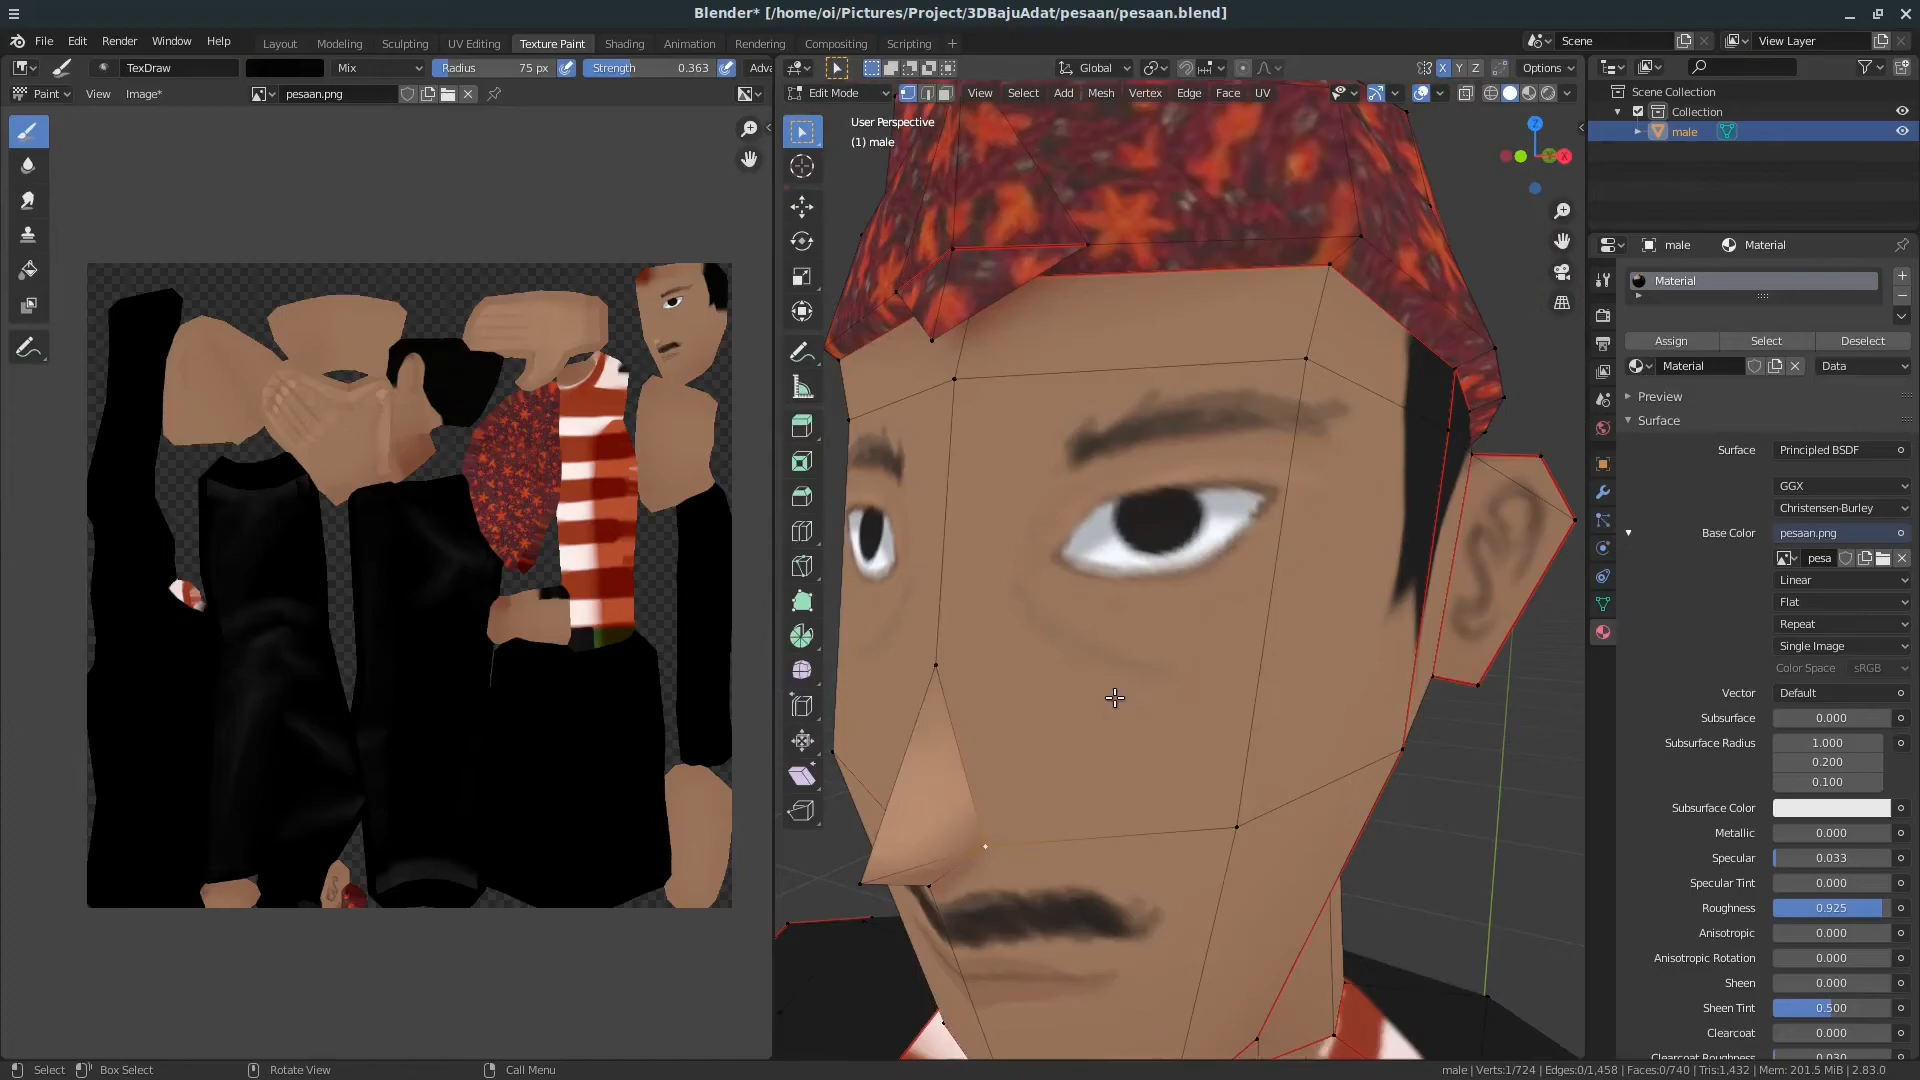 Blender* [/home/oi/Pictures/Project/3DBajuAdat/pesaan/pesaan.blend]
File Edit Render Window Help
Layout Modeling Sculpting UV Editing Texture Paint Shading Animation Rendering Compositing Scripting +
Scene
View Layer
TexDraw Mix Radius 75 px Strength 0.363 Adva
Global X Y Z Options
Paint View Image* pesaan.png
Edit Mode View Select Add Mesh Vertex Edge Face UV
User Perspective
(1) male
Z
Y
X
Scene Collection
Collection
male
male Material
Material
Assign Select Deselect
Material Data
Preview
Surface
Surface Principled BSDF
GGX
Christensen-Burley
Base Color pesaan.png
pesa
Linear
Flat
Repeat
Single Image
Color Space sRGB
Vector Default
Subsurface 0.000
Subsurface Radius 1.000
0.200
0.100
Subsurface Color
Metallic 0.000
Specular 0.033
Specular Tint 0.000
Roughness 0.925
Anisotropic 0.000
Anisotropic Rotation 0.000
Sheen 0.000
Sheen Tint 0.500
Clearcoat 0.000
Clearcoat Roughness 0.030
Select Box Select Rotate View Call Menu
male | Verts:1/724 | Edges:0/1,458 | Faces:0/740 | Tris:1,432 | Mem: 201.5 MiB | 2.83.0